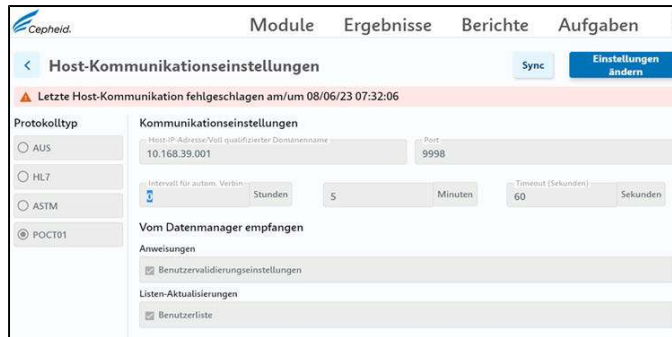 Cepheid.
Module Ergebnisse Berichte Aufgaben
Host-Kommunikationseinstellungen
Sync
Einstellungen
ändern
Letzte Host-Kommunikation fehlgeschlagen am/um 08/06/23 07:32:06
Protokolltyp
AUS
HL7
ASTM
POCT01
Kommunikationseinstellungen
Host-IP-Adresse/Voll qualifizierter Domänenname
10.168.39.001
Port
9998
Intervall für autom. Verbin
0 Stunden
5 Minuten
Timeout (Sekunden)
60 Sekunden
Vom Datenmanager empfangen
Anweisungen
Benutzervalidierungseinstellungen
Listen-Aktualisierungen
Benutzerliste